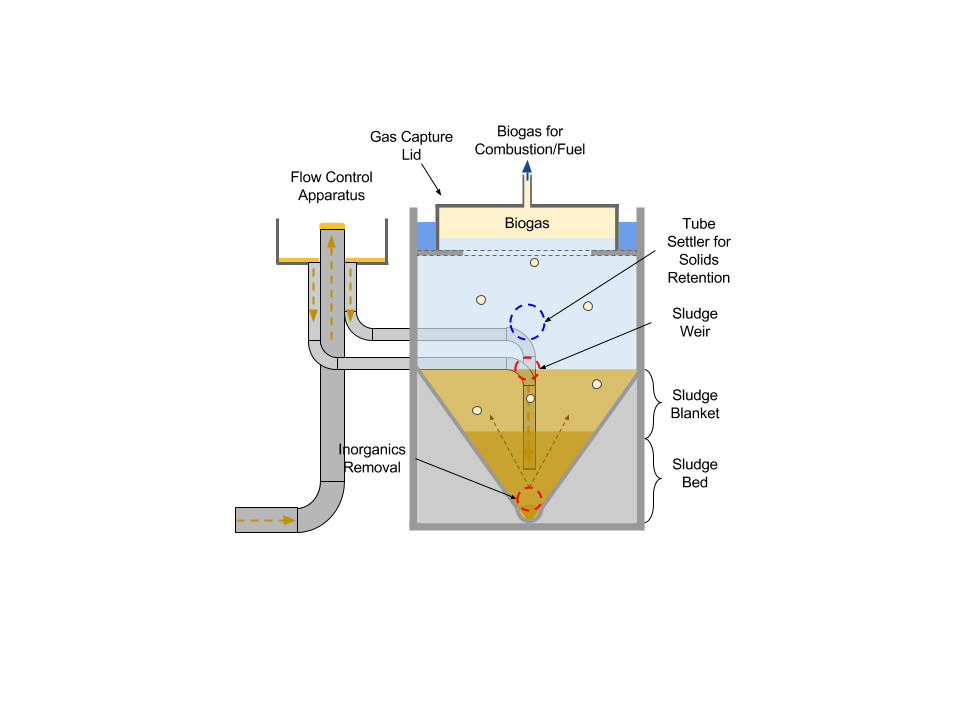 Biogas for
Combustion/Fuel
Gas Capture
Lid
Flow Control
Apparatus
Biogas
Tube
Settler for
Solids
Retention
Sludge
Weir
Sludge
Blanket
Inorganics
Removal
Sludge
Bed